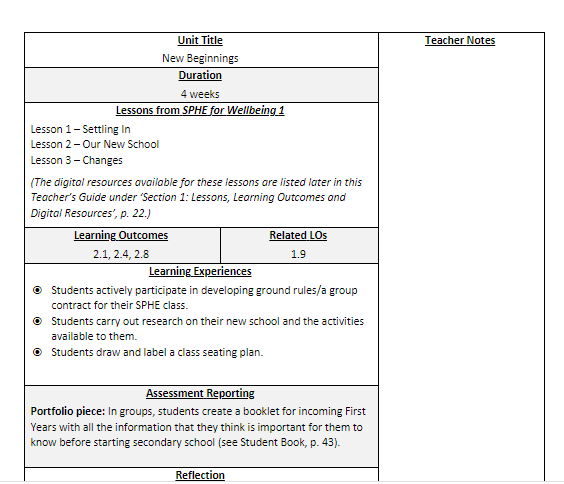 Unit Title
Teacher Notes
New Beginnings
Duration
4 weeks
Lessons from SPHE for Wellbeing 1
Lesson 1 – Settling In
Lesson 2 – Our New School
Lesson 3 – Changes
(The digital resources available for these lessons are listed later in this
Teacher's Guide under 'Section 1: Lessons, Learning Outcomes and
Digital Resources', p. 22.)
Learning Outcomes
Related LOs
2.1, 2.4, 2.8
1.9
Learning Experiences
Students actively participate in developing ground rules/a group
contract for their SPHE class.
Students carry out research on their new school and the activities
available to them.
Students draw and label a class seating plan.
Assessment Reporting
Portfolio piece: In groups, students create a booklet for incoming First
Years with all the information that they think is important for them to
know before starting secondary school (see Student Book, p. 43).
Reflection